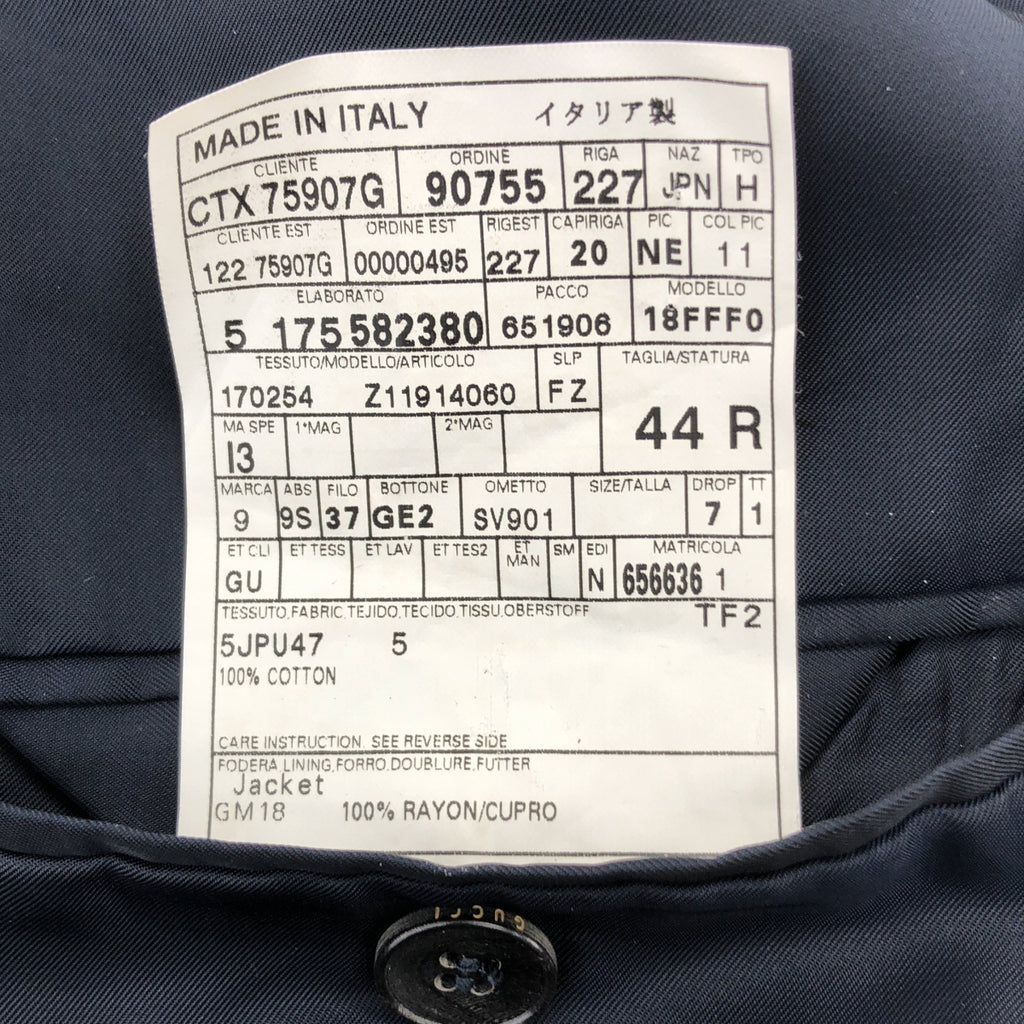 MADE IN ITALY イタリア製
CLIENTE ORDINE RIGA NAZ TPO
CTX 75907G 90755 227 JPN H
CLIENTE EST ORDINE EST RIGEST CAPIRIGA PIC COL PIC
122 75907G 00000495 227 20 NE 11
ELABORATO PACCO MODELLO
5 175 582380 651906 18FFF0
TESSUTO/MODELLO/ARTICOLO SLP TAGLIA/STATURA
170254 Z11914060 FZ 44 R
MA SPE 1°MAG 2°MAG
I3
MARCA ABS FILO BOTTONE OMETTO SIZE/TALLA DROP TT
9 9S 37 GE2 SV901 7 1
ET CLI ET TESS ET LAV ET TES2 ET MAN SM EDI MATRICOLA
GU N 656636 1
TESSUTO,FABRIC,TEJIDO,TECIDO,TISSU,OBERSTOFF TF2
5JPU47 5
100% COTTON
CARE INSTRUCTION SEE REVERSE SIDE
FODERA LINING,FORRO,DOUBLURE,FUTTER
Jacket
GM18 100% RAYON/CUPRO
GUCCI